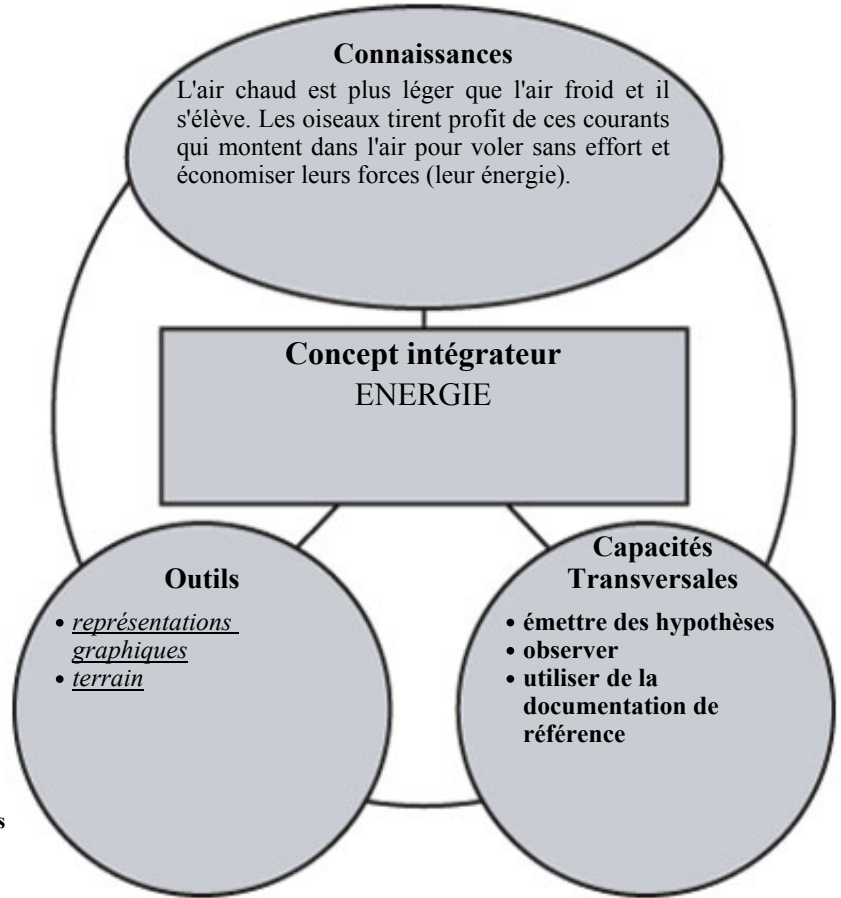 Connaissances
L'air chaud est plus léger que l'air froid et il
s'élève. Les oiseaux tirent profit de ces courants
qui montent dans l'air pour voler sans effort et
économiser leurs forces (leur énergie).
Concept intégrateur
ENERGIE
Outils
• représentations
graphiques
• terrain
Capacités
Transversales
• émettre des hypothèses
• observer
• utiliser de la
documentation de
référence
s